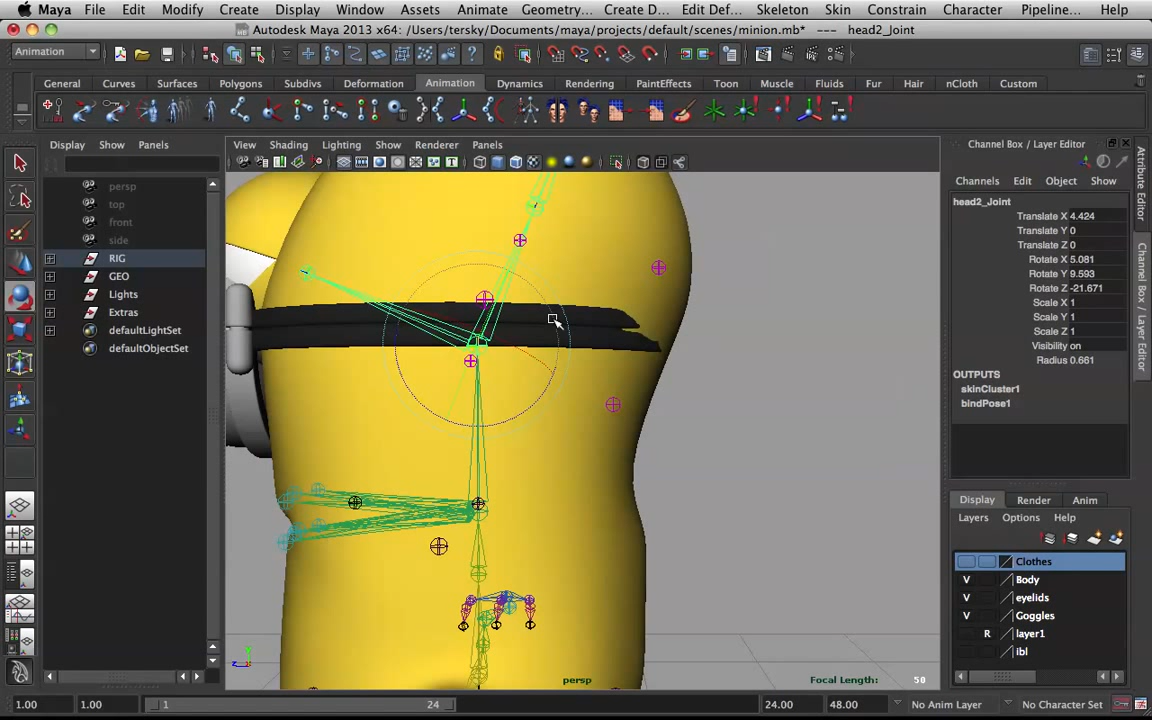 Maya File Edit Modify Create Display Window Assets Animate Geometry... Create D... Edit Def... Skeleton Skin Constrain Character Pipeline... Help
Autodesk Maya 2013 x64: /Users/tersky/Documents/maya/projects/default/scenes/minion.mb* --- head2_Joint
Animation
General Curves Surfaces Polygons Subdivs Deformation Animation Dynamics Rendering PaintEffects Toon Muscle Fluids Fur Hair nCloth Custom
Display Show Panels
View Shading Lighting Show Renderer Panels
Channel Box / Layer Editor
Channels Edit Object Show
persp
top
front
side
RIG
GEO
Lights
Extras
defaultLightSet
defaultObjectSet
head2_Joint
Translate X 4.424
Translate Y 0
Translate Z 0
Rotate X 5.081
Rotate Y 9.593
Rotate Z -21.671
Scale X 1
Scale Y 1
Scale Z 1
Visibility on
Radius 0.661
OUTPUTS
skinCluster1
bindPose1
Attribute Editor
Channel Box / Layer Editor
Display Render Anim
Layers Options Help
Clothes
V Body
V eyelids
V Goggles
R layer1
ibl
z y
persp
Focal Length: 50
1.00 1.00 1 24 24.00 48.00 No Anim Layer No Character Set